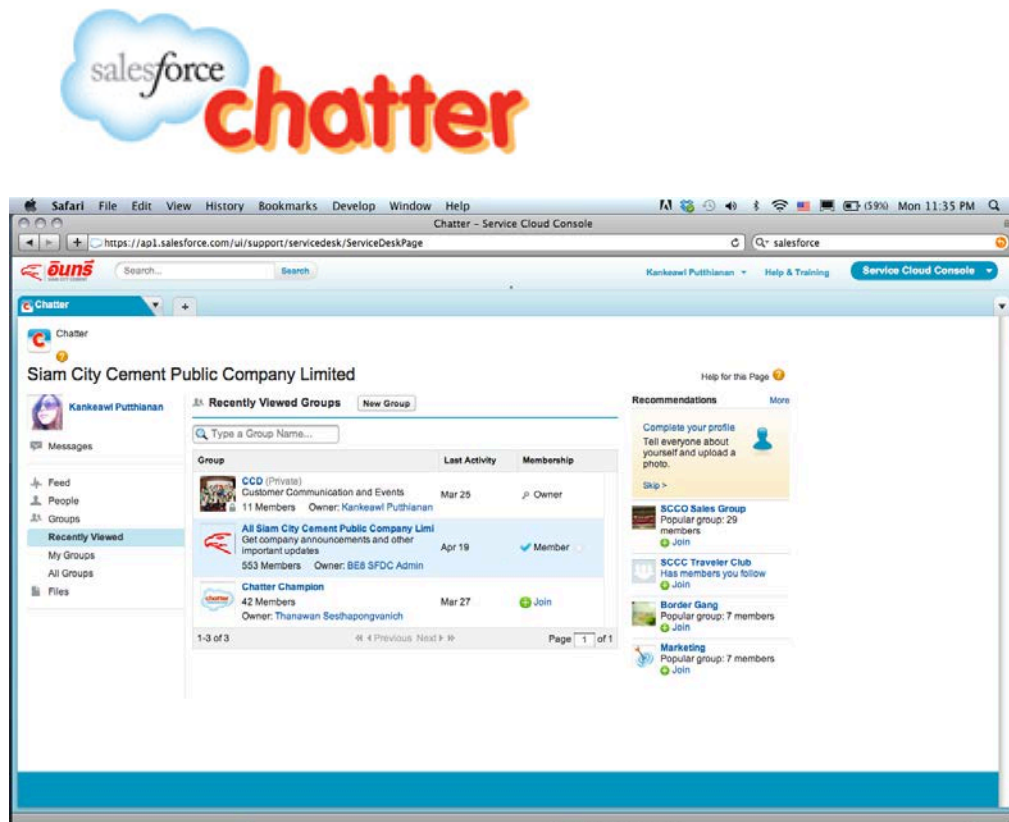 salesforce
chatter
Safari File Edit View History Bookmarks Develop Window Help
(59%) Mon 11:35 PM
Chatter – Service Cloud Console
https://ap1.salesforce.com/ui/support/servicedesk/ServiceDeskPage
salesforce
อินทรี
SIAM CITY CEMENT
Search...
Search
Kankeawl Putthianan
Help & Training
Service Cloud Console
Chatter
Chatter
Siam City Cement Public Company Limited
Help for this Page
Kankeawl Putthianan
Messages
Feed
People
Groups
Recently Viewed
My Groups
All Groups
Files
Recently Viewed Groups
New Group
Type a Group Name...
Group Last Activity Membership
CCD (Private)
Customer Communication and Events
11 Members Owner: Kankeawl Putthianan
Mar 25
Owner
All Siam City Cement Public Company Limi
Get company announcements and other
important updates
553 Members Owner: BE8 SFDC Admin
Apr 19
Member
chatter
Chatter Champion
42 Members
Owner: Thanawan Sesthapongvanich
Mar 27
Join
1-3 of 3
Previous Next
Page 1 of 1
Recommendations
More
Complete your profile
Tell everyone about
yourself and upload a
photo.
Skip >
SCCO Sales Group
Popular group: 29
members
Join
SCCC Traveler Club
Has members you follow
Join
Border Gang
Popular group: 7 members
Join
Marketing
Popular group: 7 members
Join